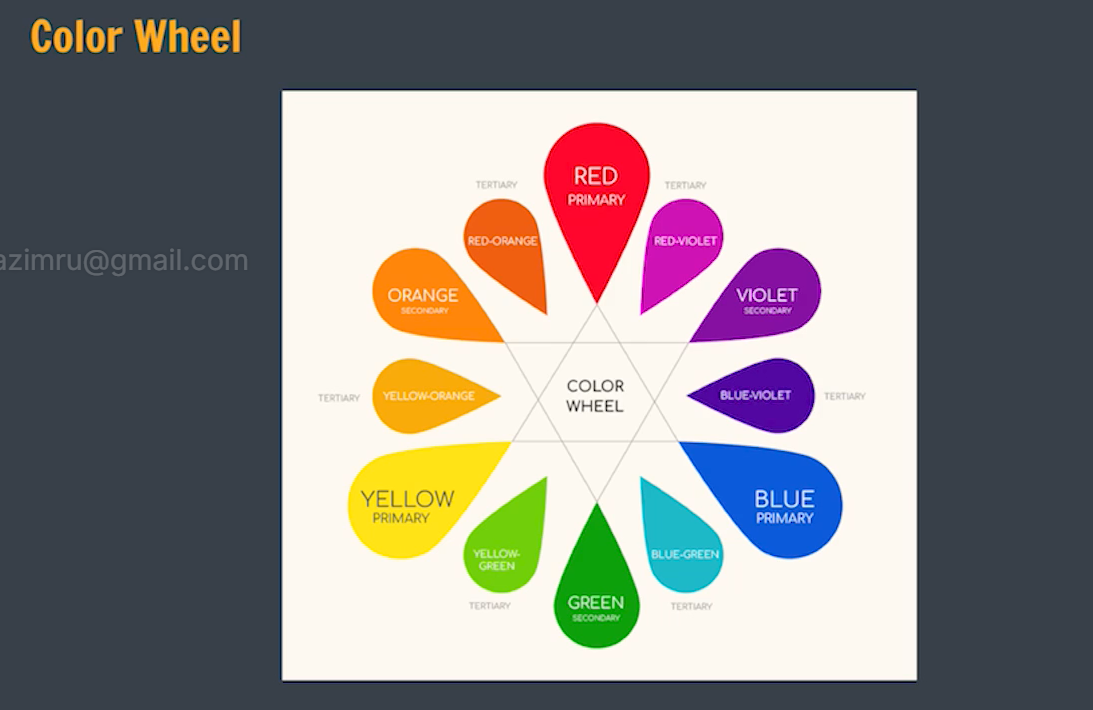 Color Wheel
RED
PRIMARY
TERTIARY
TERTIARY
RED-ORANGE
RED-VIOLET
azimru@gmail.com
ORANGE
SECONDARY
VIOLET
SECONDARY
COLOR
WHEEL
TERTIARY
YELLOW-ORANGE
BLUE-VIOLET
TERTIARY
YELLOW
PRIMARY
BLUE
PRIMARY
YELLOW-
GREEN
BLUE-GREEN
GREEN
SECONDARY
TERTIARY
TERTIARY